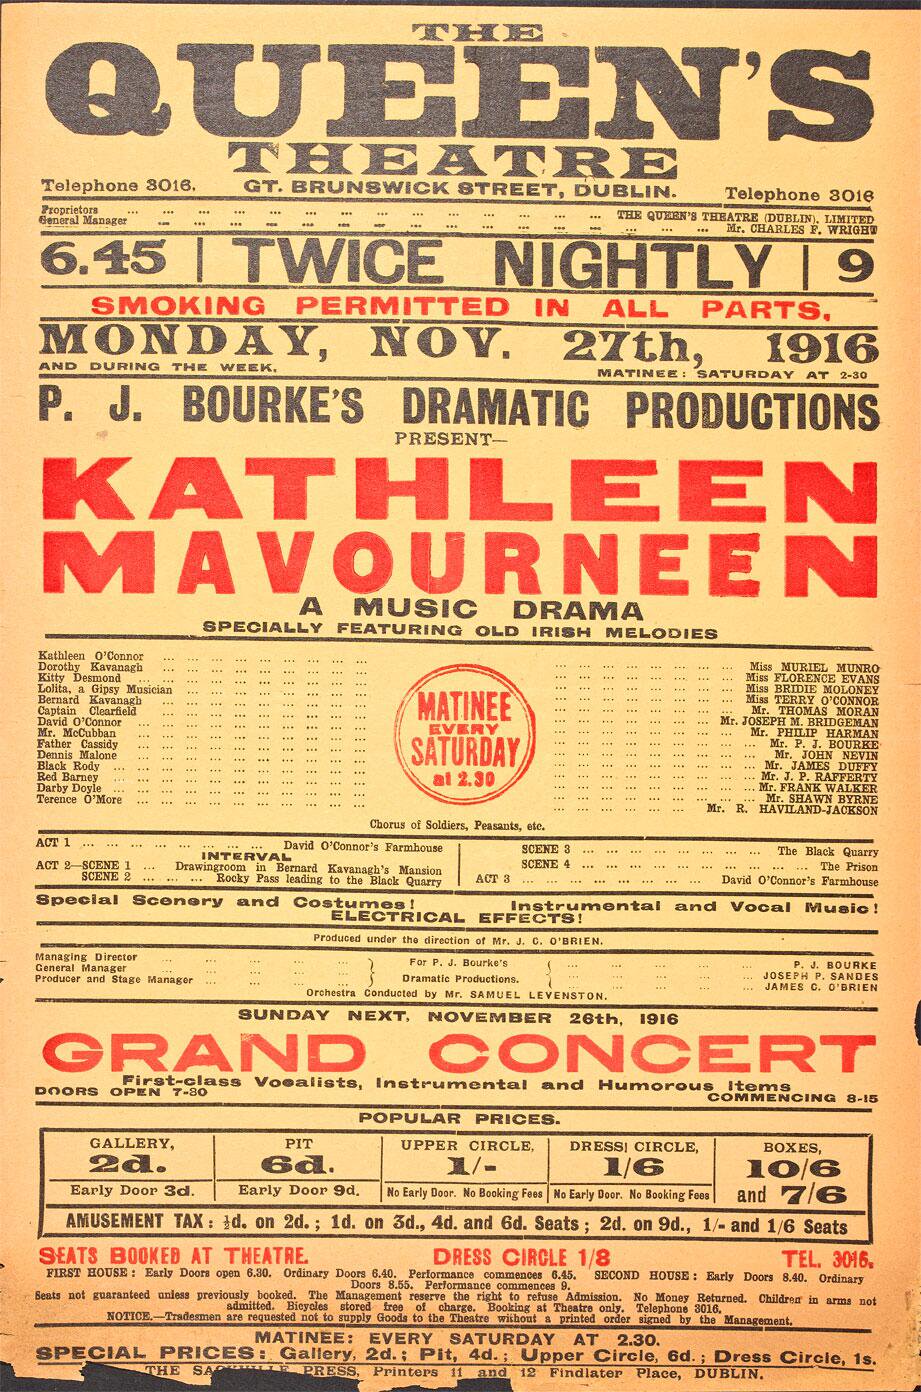 THE
QUEEN'S
THEATRE
Telephone 3016. GT. BRUNSWICK STREET, DUBLIN. Telephone 3016
Proprietors ... THE QUEEN'S THEATRE (DUBLIN), LIMITED
General Manager ... Mr. CHARLES F. WRIGHT
6.45 | TWICE NIGHTLY | 9
SMOKING PERMITTED IN ALL PARTS.
MONDAY, NOV. 27th, 1916
AND DURING THE WEEK. MATINEE: SATURDAY AT 2-30
P. J. BOURKE'S DRAMATIC PRODUCTIONS
PRESENT—
KATHLEEN
MAVOURNEEN
A MUSIC DRAMA
SPECIALLY FEATURING OLD IRISH MELODIES
Kathleen O'Connor ... Miss MURIEL MUNRO
Dorothy Kavanagh ... Miss FLORENCE EVANS
Kitty Desmond ... Miss BRIDIE MOLONEY
Lolita, a Gipsy Musician ... Miss TERRY O'CONNOR
Bernard Kavanagh ... Mr. THOMAS MORAN
Captain Clearfield ... Mr. JOSEPH M. BRIDGEMAN
David O'Connor ... Mr. PHILIP HARMAN
Mr. McCubban ... Mr. P. J. BOURKE
Father Cassidy ... Mr. JOHN NEVIN
Dennis Malone ... Mr. JAMES DUFFY
Black Rody ... Mr. J. P. RAFFERTY
Red Barney ... Mr. FRANK WALKER
Darby Doyle ... Mr. SHAWN BYRNE
Terence O'More ... Mr. R. HAVILAND-JACKSON
MATINEE
EVERY
SATURDAY
at 2.30
Chorus of Soldiers, Peasants, etc.
ACT 1 ... David O'Connor's Farmhouse
INTERVAL
ACT 2—SCENE 1 ... Drawingroom in Bernard Kavanagh's Mansion
SCENE 2 ... Rocky Pass leading to the Black Quarry
SCENE 3 ... The Black Quarry
SCENE 4 ... The Prison
ACT 3 ... David O'Connor's Farmhouse
Special Scenery and Costumes! Instrumental and Vocal Music!
ELECTRICAL EFFECTS!
Produced under the direction of Mr. J. C. O'BRIEN.
Managing Director ... For P. J. Bourke's ... P. J. BOURKE
General Manager ... Dramatic Productions. ... JOSEPH P. SANDES
Producer and Stage Manager ... JAMES C. O'BRIEN
Orchestra Conducted by Mr. SAMUEL LEVENSTON.
SUNDAY NEXT, NOVEMBER 26th, 1916
GRAND CONCERT
First-class Vocalists, Instrumental and Humorous Items
DOORS OPEN 7-30 COMMENCING 8-15
POPULAR PRICES.
GALLERY,
2d.
Early Door 3d.
PIT
6d.
Early Door 9d.
UPPER CIRCLE,
1/-
No Early Door. No Booking Fees
DRESS CIRCLE,
1/6
No Early Door. No Booking Fees
BOXES,
10/6
and 7/6
AMUSEMENT TAX: ½d. on 2d.; 1d. on 3d., 4d. and 6d. Seats; 2d. on 9d., 1/- and 1/6 Seats
SEATS BOOKED AT THEATRE. DRESS CIRCLE 1/8 TEL. 3016.
FIRST HOUSE: Early Doors open 6.30. Ordinary Doors 6.40. Performance commences 6.45. SECOND HOUSE: Early Doors 8.40. Ordinary
Doors 8.55. Performance commences 9.
Seats not guaranteed unless previously booked. The Management reserve the right to refuse Admission. No Money Returned. Children in arms not
admitted. Bicycles stored free of charge. Booking at Theatre only. Telephone 3016.
NOTICE.—Tradesmen are requested not to supply Goods to the Theatre without a printed order signed by the Management.
MATINEE: EVERY SATURDAY AT 2.30.
SPECIAL PRICES: Gallery, 2d.; Pit, 4d.; Upper Circle, 6d.; Dress Circle, 1s.
THE SACKVILLE PRESS, Printers 11 and 12 Findlater Place, DUBLIN.